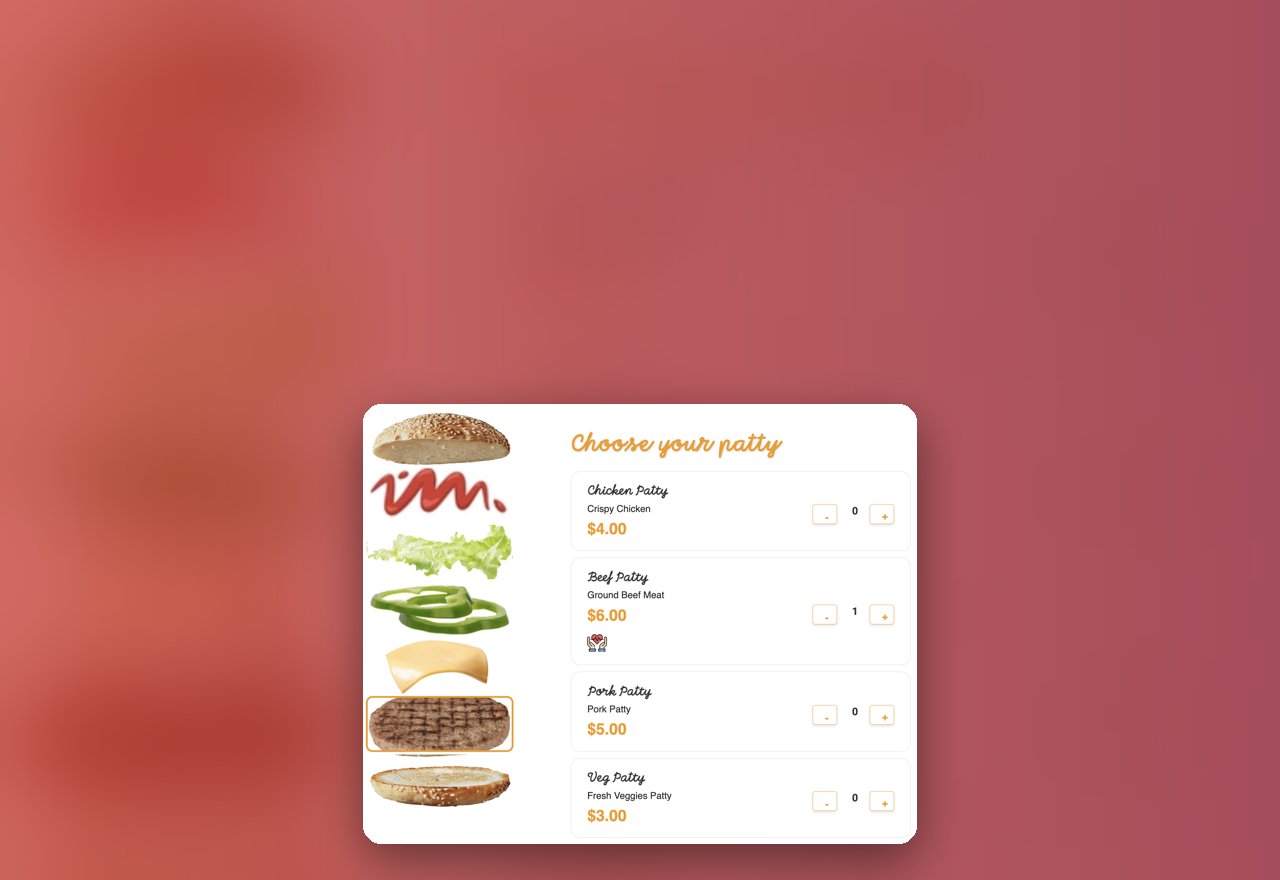 Choose your patty
Chicken Patty
Crispy Chicken
$4.00
- 0 +
Beef Patty
Ground Beef Meat
$6.00
- 1 +
Pork Patty
Pork Patty
$5.00
- 0 +
Veg Patty
Fresh Veggies Patty
$3.00
- 0 +